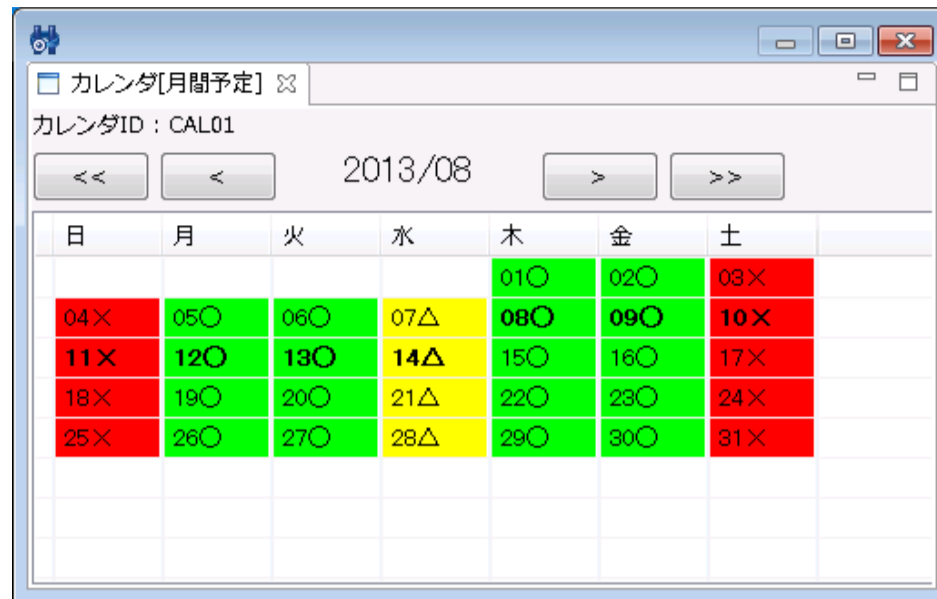 カレンダ[月間予定]
カレンダID : CAL01
<< < 2013/08 > >>
日 月 火 水 木 金 土
01○ 02○ 03×
04× 05○ 06○ 07△ 08○ 09○ 10×
11× 12○ 13○ 14△ 15○ 16○ 17×
18× 19○ 20○ 21△ 22○ 23○ 24×
25× 26○ 27○ 28△ 29○ 30○ 31×